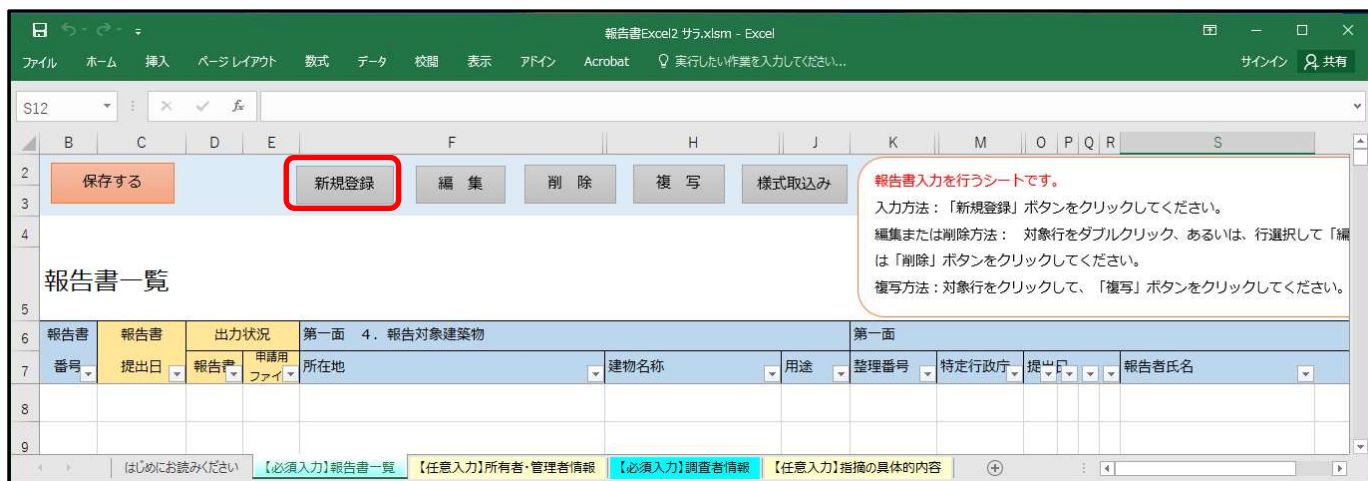 報告書Excel2 サラ.xlsm - Excel
ファイル ホーム 挿入 ページ レイアウト 数式 データ 校閲 表示 アドイン Acrobat 実行したい作業を入力してください... サインイン 共有
S12 fx
B C D E F H J K M O P Q R S
2 3 4 5 6 7 8 9
保存する 新規登録 編 集 削 除 複 写 様式取込み
報告書入力を行うシートです。
入力方法：「新規登録」ボタンをクリックしてください。
編集または削除方法： 対象行をダブルクリック、あるいは、行選択して「編
は「削除」ボタンをクリックしてください。
複写方法：対象行をクリックして、「複写」ボタンをクリックしてください。
報告書一覧
報告書 報告書 出力状況 第一面 4．報告対象建築物 第一面
番号 提出日 報告書 申請用 所在地 建物名称 用途 整理番号 特定行政庁 報告者氏名
はじめにお読みください 【必須入力】報告書一覧 【任意入力】所有者・管理者情報 【必須入力】調査者情報 【任意入力】指摘の具体的内容